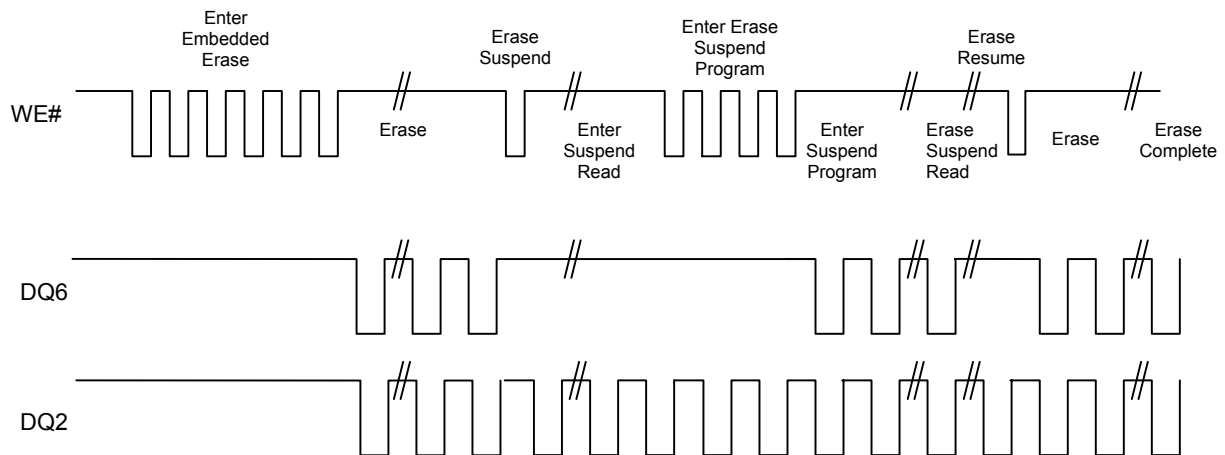 Enter
Embedded
Erase
Erase
Suspend
Enter Erase
Suspend
Program
Erase
Resume
WE#
Erase
Enter
Suspend
Read
Enter
Suspend
Program
Erase
Suspend
Read
Erase
Erase
Complete
DQ6
DQ2